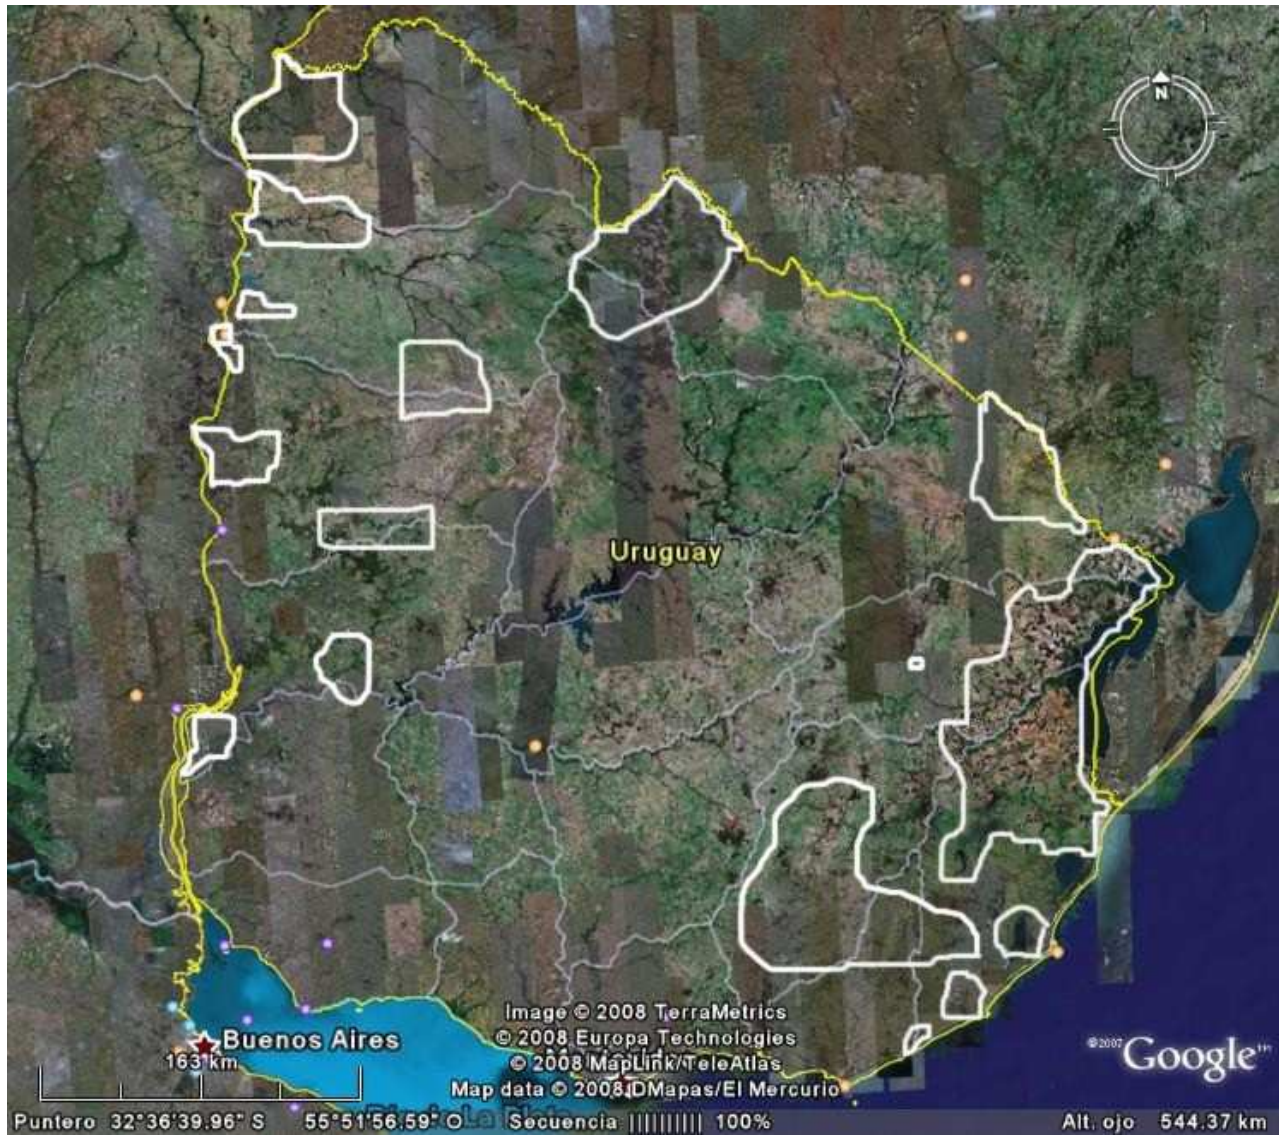 N
Uruguay
Image © 2008 TerraMetrics
© 2008 Europa Technologies
© 2008 MapLink/TeleAtlas
Map data © 2008 DMapas/El Mercurio
Buenos Aires
163 km
©2007 Google™
Puntero 32°36'39.96" S 55°51'56.59" O Secuencia |||||||||| 100% Alt. ojo 544.37 km